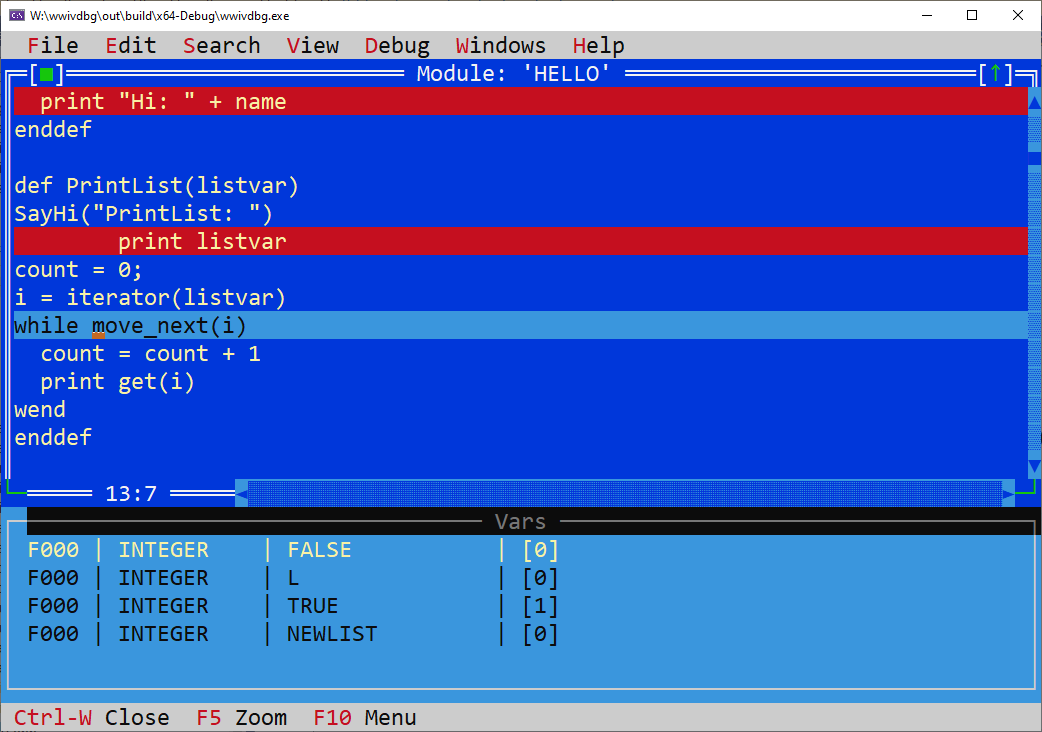 W:\wwivdbg\out\build\x64-Debug\wwivdbg.exe
File Edit Search View Debug Windows Help
[■] Module: 'HELLO' [↑]
print "Hi: " + name
enddef
def PrintList(listvar)
SayHi("PrintList: ")
print listvar
count = 0;
i = iterator(listvar)
while move_next(i)
count = count + 1
print get(i)
wend
enddef
13:7
Vars
F000 | INTEGER | FALSE | [0]
F000 | INTEGER | L | [0]
F000 | INTEGER | TRUE | [1]
F000 | INTEGER | NEWLIST | [0]
Ctrl-W Close F5 Zoom F10 Menu